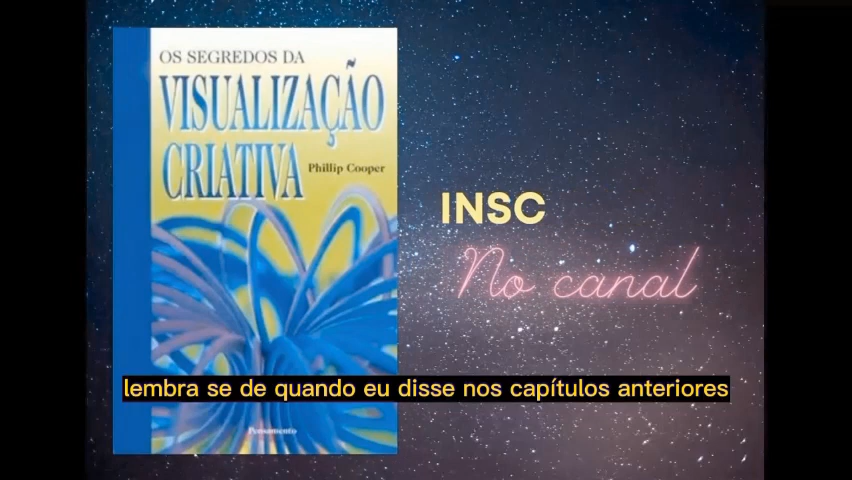 OS SEGREDOS DA
VISUALIZAÇÃO
CRIATIVA
Phillip Cooper
INSC
No canal
lembra se de quando eu disse nos capítulos anteriores
Pensamento